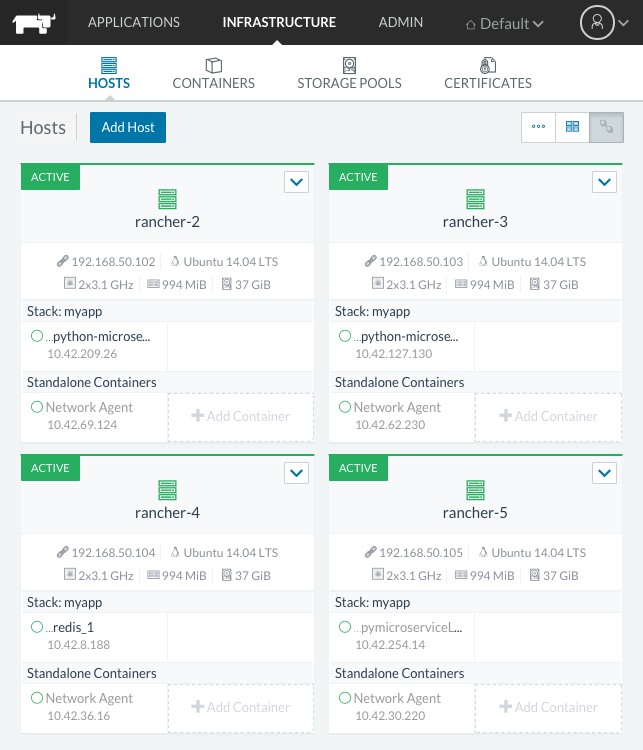 APPLICATIONS INFRASTRUCTURE ADMIN Default
HOSTS CONTAINERS STORAGE POOLS CERTIFICATES
Hosts Add Host
ACTIVE
rancher-2
192.168.50.102 Ubuntu 14.04 LTS
2x3.1 GHz 994 MiB 37 GiB
Stack: myapp
...python-microse...
10.42.209.26
Standalone Containers
Network Agent
10.42.69.124
Add Container
ACTIVE
rancher-3
192.168.50.103 Ubuntu 14.04 LTS
2x3.1 GHz 994 MiB 37 GiB
Stack: myapp
...python-microse...
10.42.127.130
Standalone Containers
Network Agent
10.42.62.230
Add Container
ACTIVE
rancher-4
192.168.50.104 Ubuntu 14.04 LTS
2x3.1 GHz 994 MiB 37 GiB
Stack: myapp
...redis_1
10.42.8.188
Standalone Containers
Network Agent
10.42.36.16
Add Container
ACTIVE
rancher-5
192.168.50.105 Ubuntu 14.04 LTS
2x3.1 GHz 994 MiB 37 GiB
Stack: myapp
...pymicroserviceL...
10.42.254.14
Standalone Containers
Network Agent
10.42.30.220
Add Container